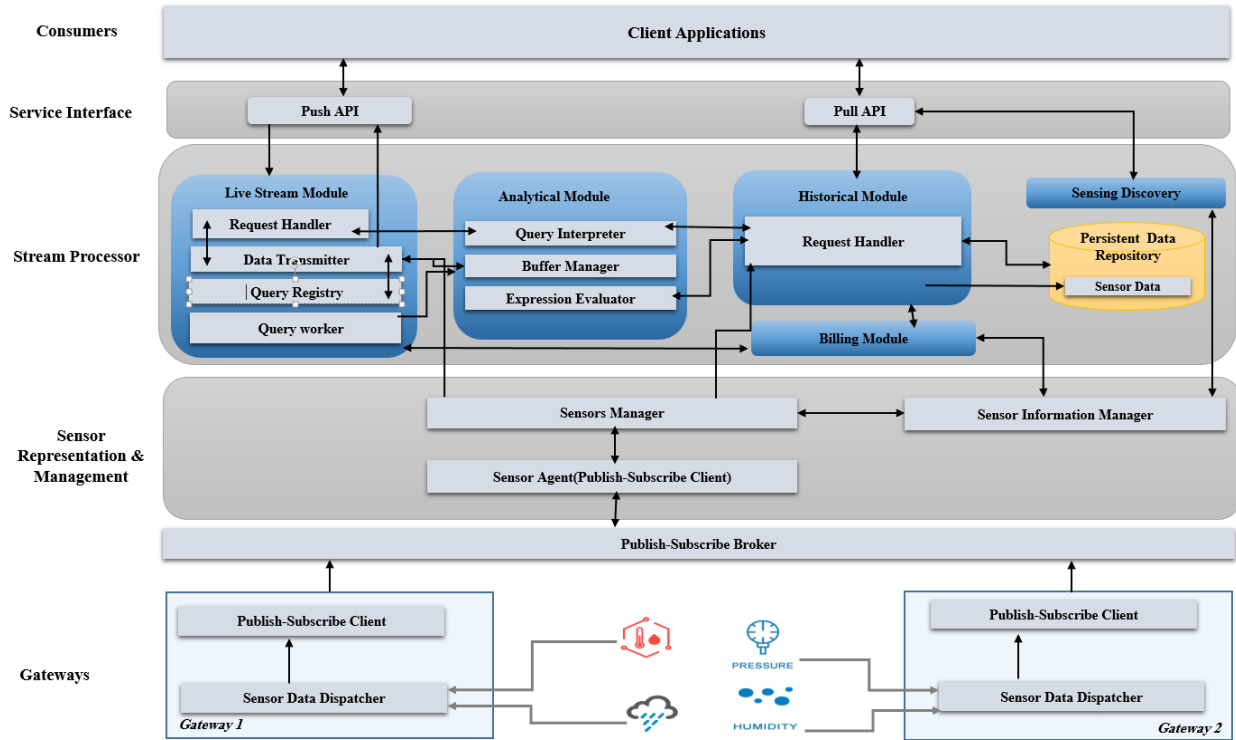 Consumers
Client Applications
Service Interface
Push API
Pull API
Stream Processor
Live Stream Module
Request Handler
Data Transmitter
Query Registry
Query worker
Analytical Module
Query Interpreter
Buffer Manager
Expression Evaluator
Historical Module
Request Handler
Billing Module
Sensing Discovery
Persistent Data
Repository
Sensor Data
Sensor
Representation &
Management
Sensors Manager
Sensor Information Manager
Sensor Agent(Publish-Subscribe Client)
Publish-Subscribe Broker
Gateways
Publish-Subscribe Client
Sensor Data Dispatcher
Gateway 1
PRESSURE
HUMIDITY
Publish-Subscribe Client
Sensor Data Dispatcher
Gateway 2